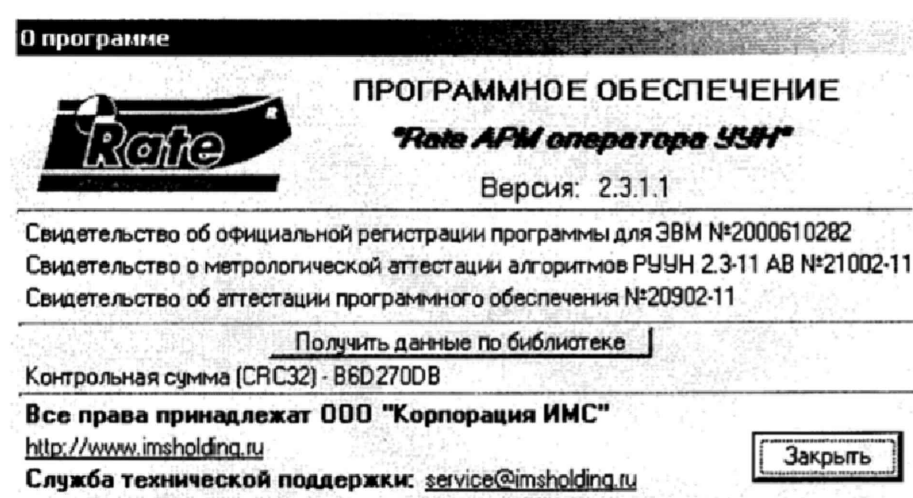 О программе
Rate
R
ПРОГРАММНОЕ ОБЕСПЕЧЕНИЕ
"Rate АРМ оператора УУН"
Версия: 2.3.1.1
Свидетельство об официальной регистрации программы для ЭВМ №2000610282
Свидетельство о метрологической аттестации алгоритмов РУУН 2.3-11 АВ №21002-11
Свидетельство об аттестации программного обеспечения №20902-11
Получить данные по библиотеке
Контрольная сумма (CRC32) - B6D270DB
Все права принадлежат ООО "Корпорация ИМС"
http://www.imsholding.ru
Закрыть
Служба технической поддержки: service@imsholding.ru